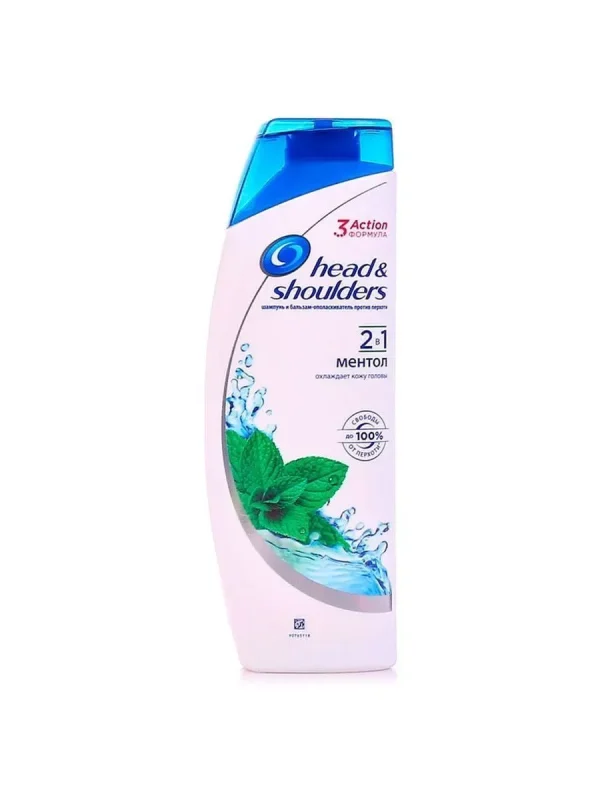 3 Action
ФОРМУЛА
head &
shoulders
шампунь и бальзам-ополаскиватель против перхоти
2 в 1
ментол
охлаждает кожу головы
СВОБОДЫ
ДО 100%
ОТ ПЕРХОТИ